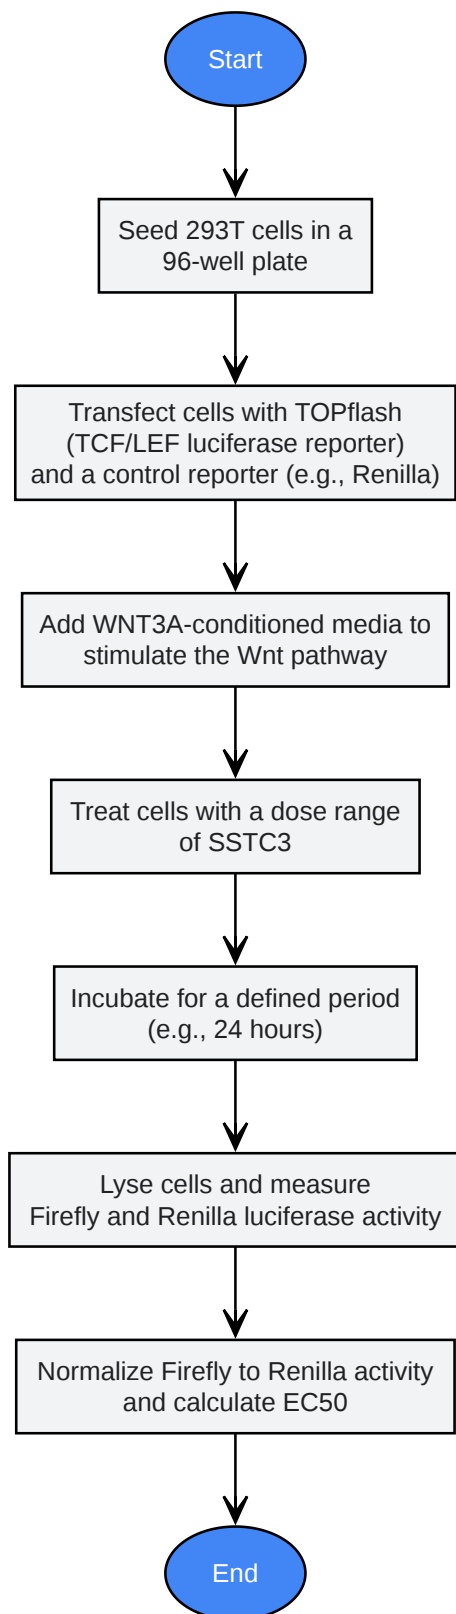 Start
Seed 293T cells in a
96-well plate
Transfect cells with TOPflash
(TCF/LEF luciferase reporter)
and a control reporter (e.g., Renilla)
Add WNT3A-conditioned media to
stimulate the Wnt pathway
Treat cells with a dose range
of SSTC3
Incubate for a defined period
(e.g., 24 hours)
Lyse cells and measure
Firefly and Renilla luciferase activity
Normalize Firefly to Renilla activity
and calculate EC50
End